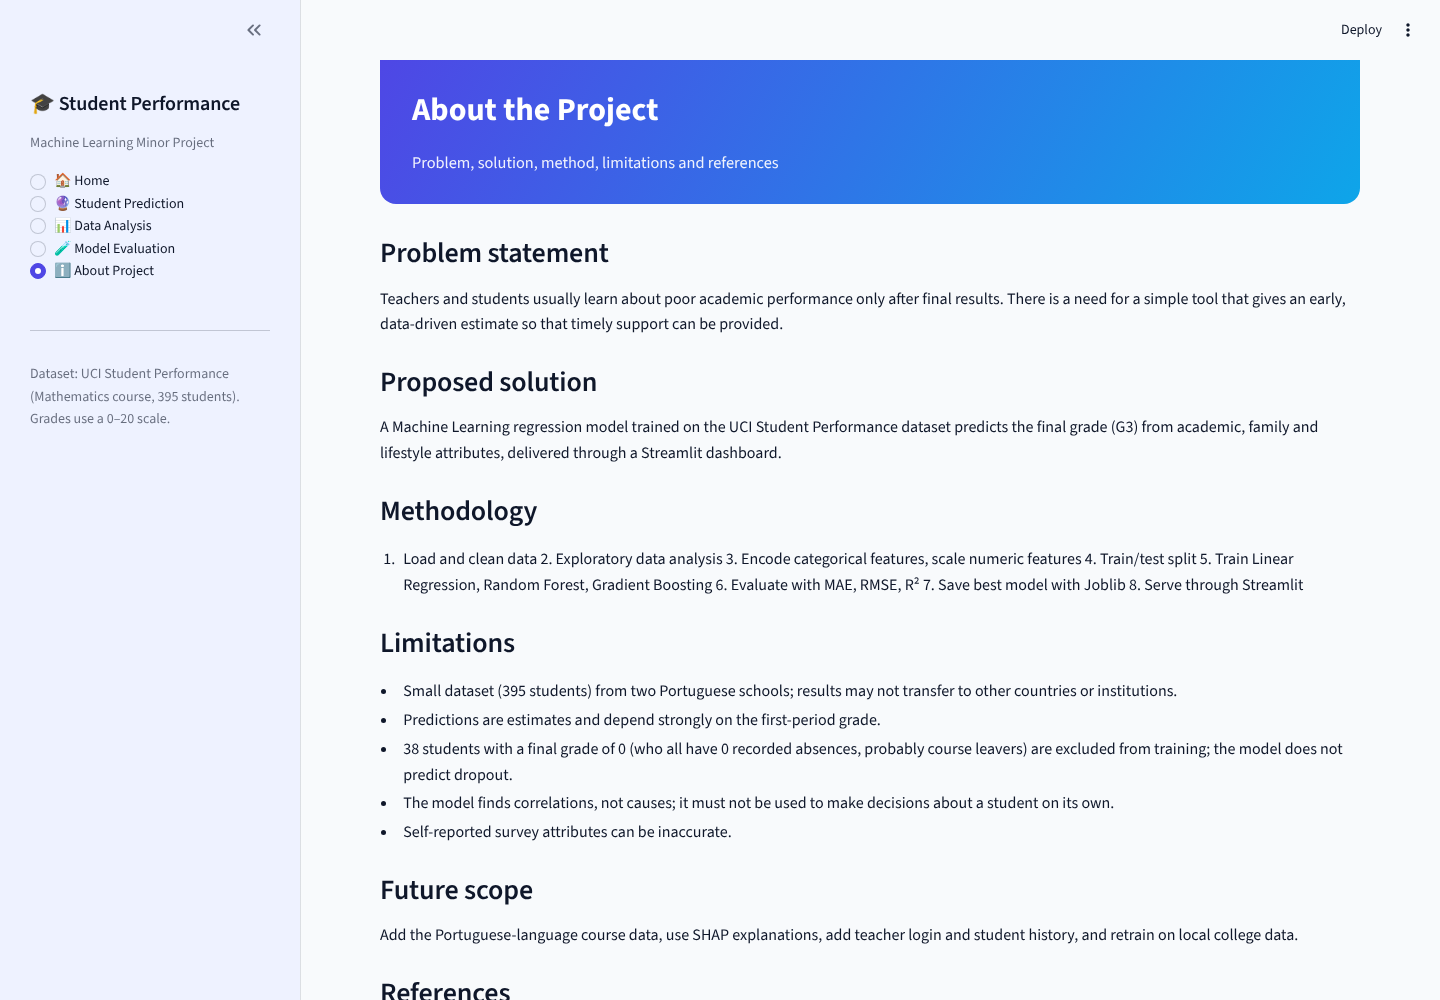 Deploy
🎓 Student Performance
Machine Learning Minor Project
🏠 Home
🔮 Student Prediction
📊 Data Analysis
🧪 Model Evaluation
ℹ️ About Project
Dataset: UCI Student Performance
(Mathematics course, 395 students).
Grades use a 0–20 scale.
About the Project
Problem, solution, method, limitations and references
Problem statement
Teachers and students usually learn about poor academic performance only after final results. There is a need for a simple tool that gives an early,
data-driven estimate so that timely support can be provided.
Proposed solution
A Machine Learning regression model trained on the UCI Student Performance dataset predicts the final grade (G3) from academic, family and
lifestyle attributes, delivered through a Streamlit dashboard.
Methodology
1. Load and clean data 2. Exploratory data analysis 3. Encode categorical features, scale numeric features 4. Train/test split 5. Train Linear
Regression, Random Forest, Gradient Boosting 6. Evaluate with MAE, RMSE, R² 7. Save best model with Joblib 8. Serve through Streamlit
Limitations
• Small dataset (395 students) from two Portuguese schools; results may not transfer to other countries or institutions.
• Predictions are estimates and depend strongly on the first-period grade.
• 38 students with a final grade of 0 (who all have 0 recorded absences, probably course leavers) are excluded from training; the model does not
predict dropout.
• The model finds correlations, not causes; it must not be used to make decisions about a student on its own.
• Self-reported survey attributes can be inaccurate.
Future scope
Add the Portuguese-language course data, use SHAP explanations, add teacher login and student history, and retrain on local college data.
References